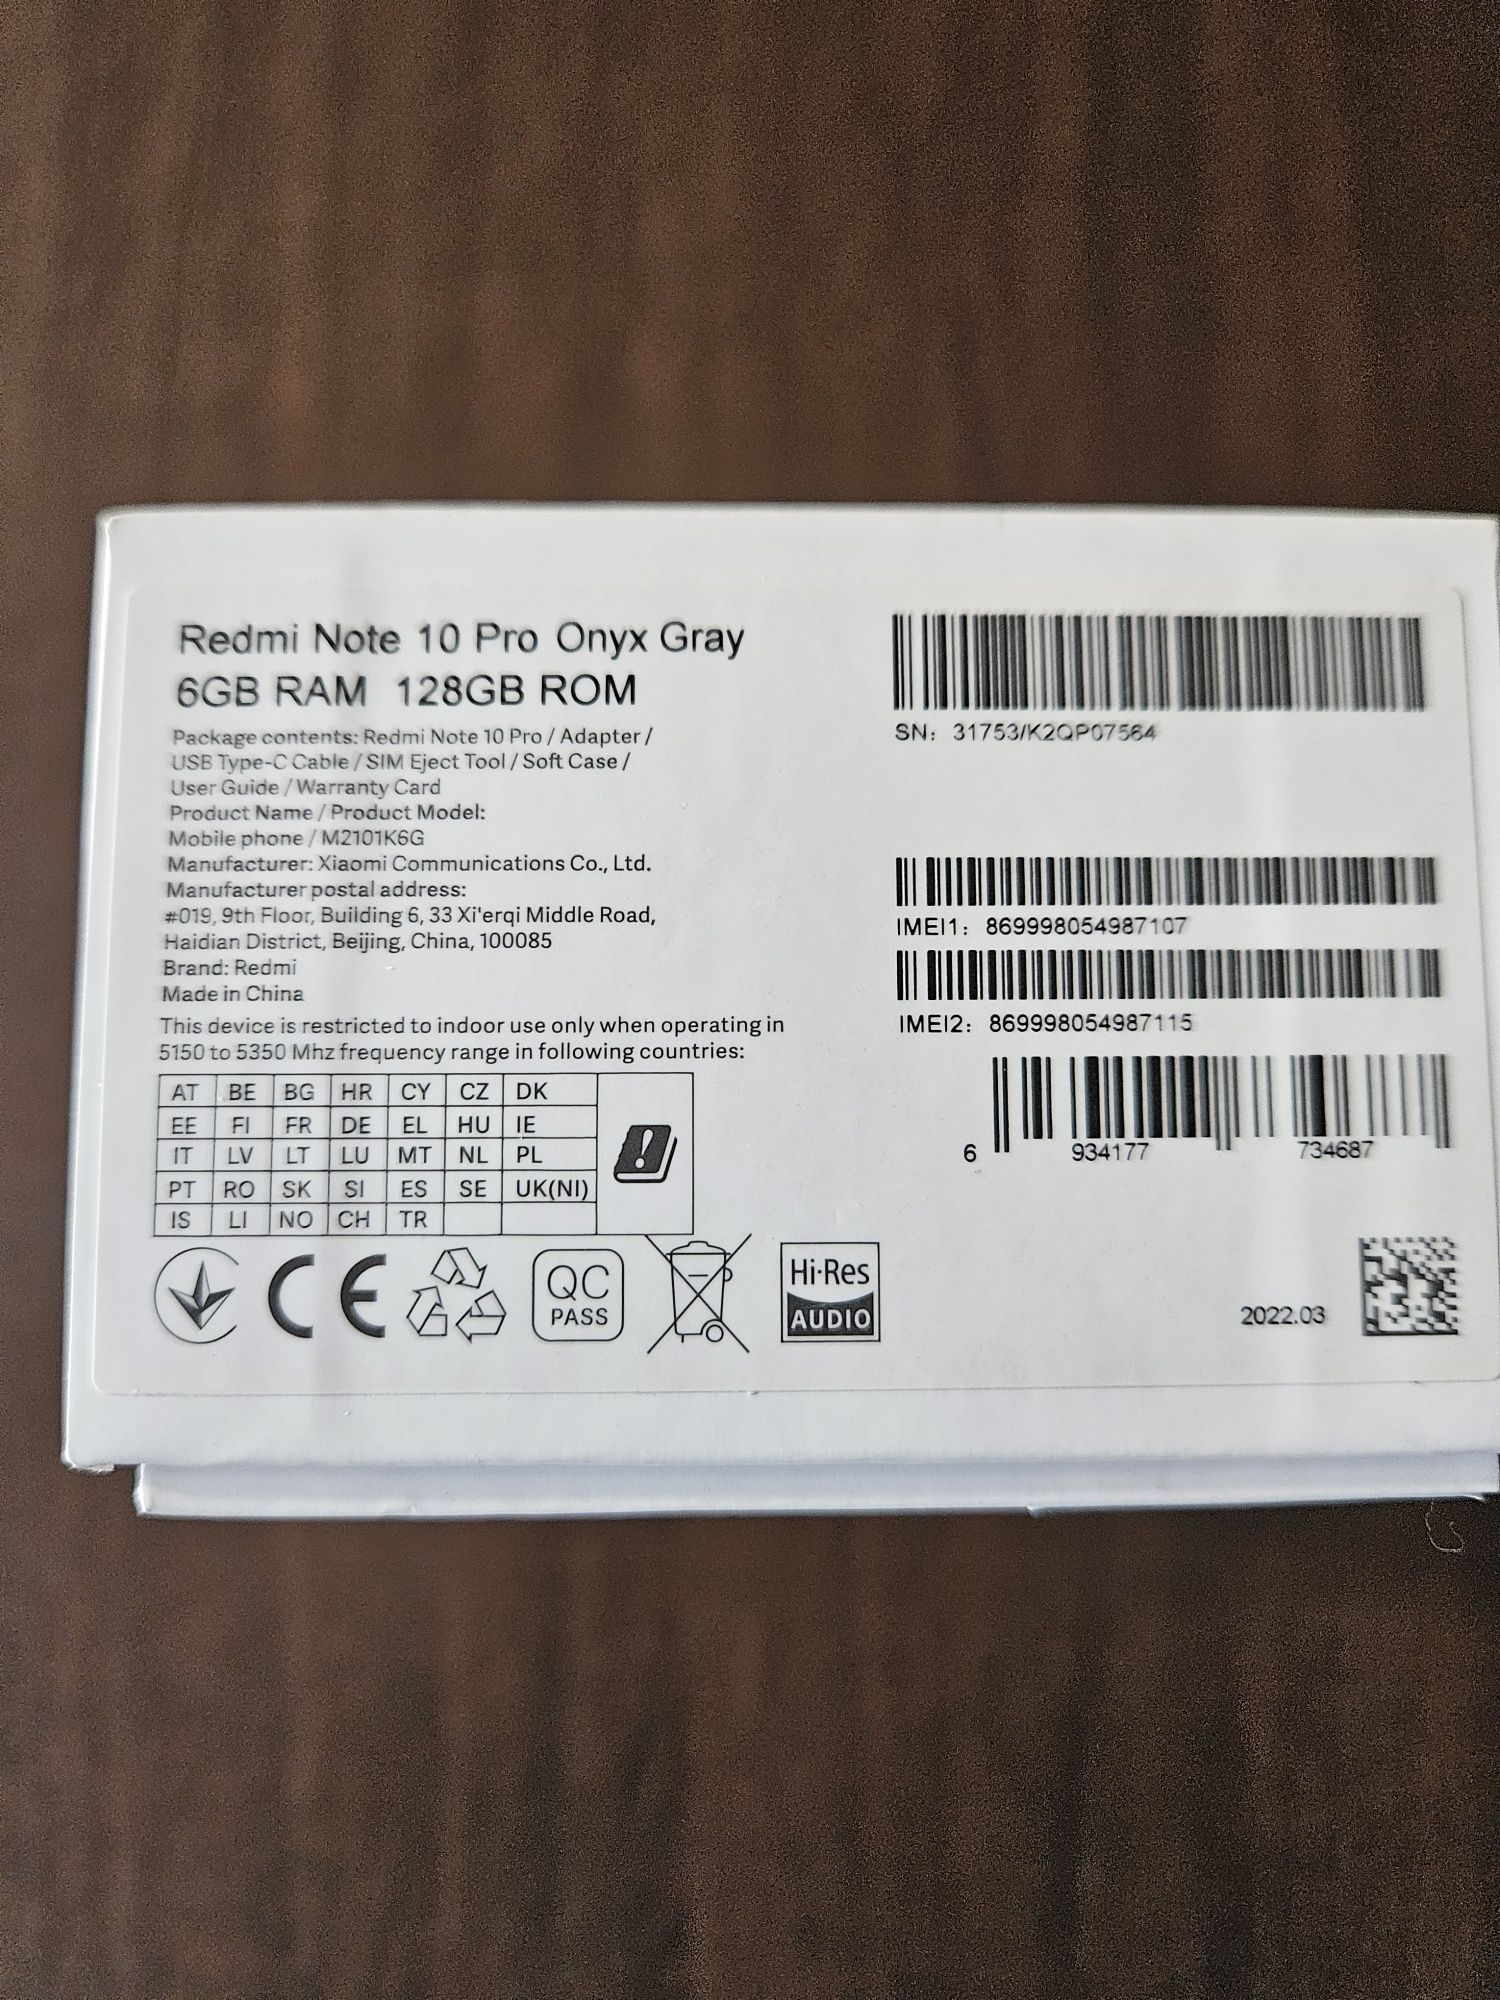 Redmi Note 10 Pro Onyx Gray
6GB RAM 128GB ROM
Package contents: Redmi Note 10 Pro / Adapter /
USB Type-C Cable / SIM Eject Tool / Soft Case /
User Guide / Warranty Card
Product Name / Product Model:
Mobile phone / M2101K6G
Manufacturer: Xiaomi Communications Co., Ltd.
Manufacturer postal address:
#019, 9th Floor, Building 6, 33 Xi'erqi Middle Road,
Haidian District, Beijing, China, 100085
Brand: Redmi
Made in China
This device is restricted to indoor use only when operating in
5150 to 5350 Mhz frequency range in following countries:
AT BE BG HR CY CZ DK
EE FI FR DE EL HU IE
IT LV LT LU MT NL PL
PT RO SK SI ES SE UK(NI)
IS LI NO CH TR
CE
QC
PASS
Hi-Res
AUDIO
SN: 31753/K2QP07564
IMEI1: 869998054987107
IMEI2: 869998054987115
6 934177 734687
2022.03